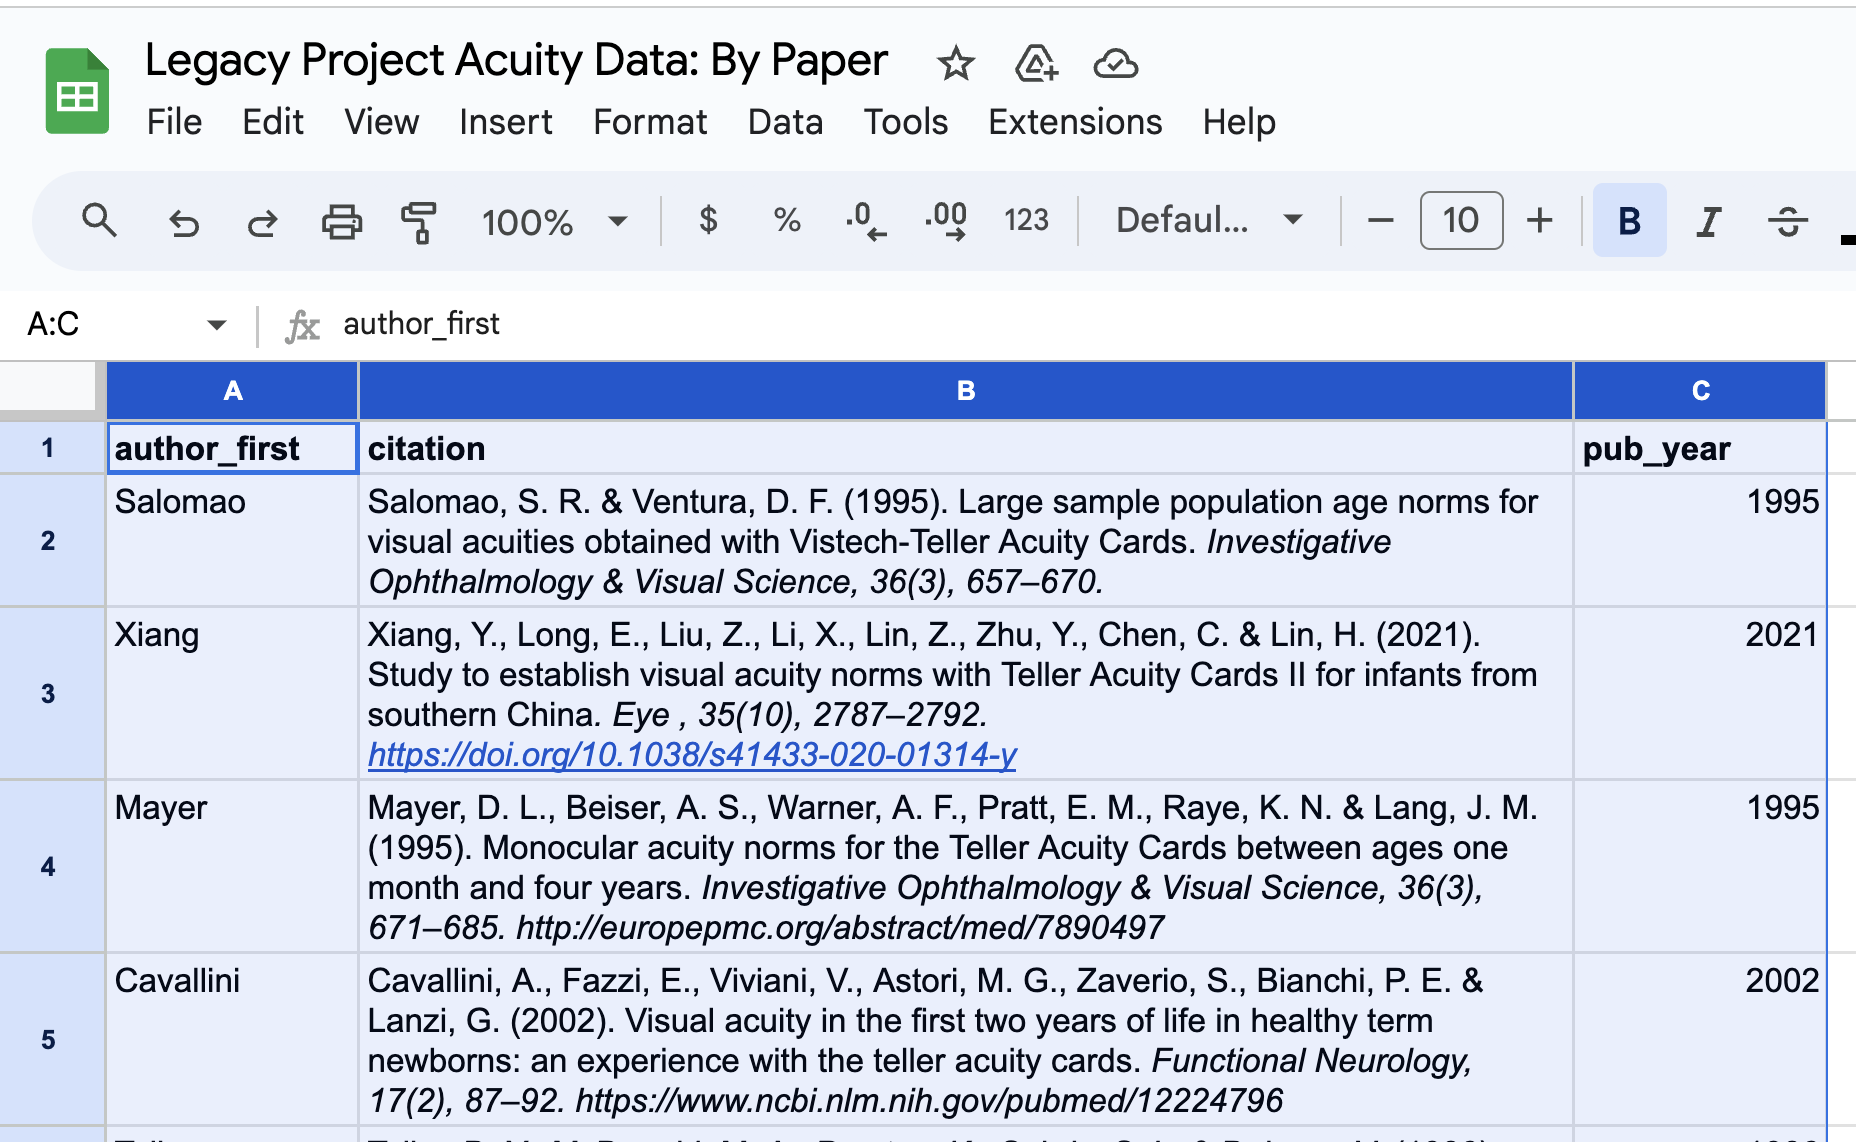 Legacy Project Acuity Data: By Paper
File Edit View Insert Format Data Tools Extensions Help
100% $ % .0 .00 123 Defaul... − 10 + B I S
A:C fx author_first
A B C
1 author_first citation pub_year
2 Salomao Salomao, S. R. & Ventura, D. F. (1995). Large sample population age norms for 1995
visual acuities obtained with Vistech-Teller Acuity Cards. Investigative
Ophthalmology & Visual Science, 36(3), 657–670.
3 Xiang Xiang, Y., Long, E., Liu, Z., Li, X., Lin, Z., Zhu, Y., Chen, C. & Lin, H. (2021). 2021
Study to establish visual acuity norms with Teller Acuity Cards II for infants from
southern China. Eye , 35(10), 2787–2792.
https://doi.org/10.1038/s41433-020-01314-y
4 Mayer Mayer, D. L., Beiser, A. S., Warner, A. F., Pratt, E. M., Raye, K. N. & Lang, J. M. 1995
(1995). Monocular acuity norms for the Teller Acuity Cards between ages one
month and four years. Investigative Ophthalmology & Visual Science, 36(3),
671–685. http://europepmc.org/abstract/med/7890497
5 Cavallini Cavallini, A., Fazzi, E., Viviani, V., Astori, M. G., Zaverio, S., Bianchi, P. E. & 2002
Lanzi, G. (2002). Visual acuity in the first two years of life in healthy term
newborns: an experience with the teller acuity cards. Functional Neurology,
17(2), 87–92. https://www.ncbi.nlm.nih.gov/pubmed/12224796